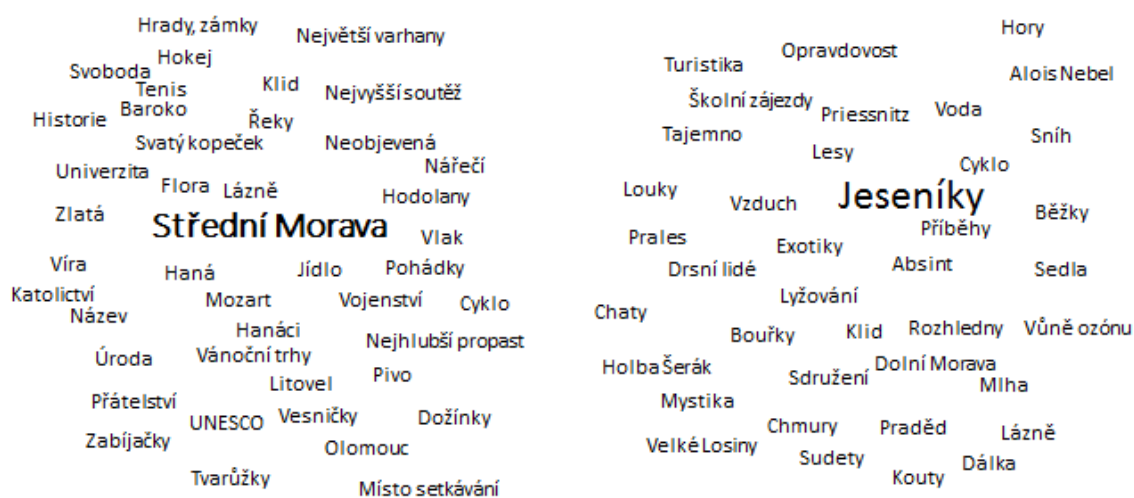 Hrady, zámky
Největší varhany
Hokej
Svoboda
Tenis
Klid
Nejvyšší soutěž
Baroko
Historie
Řeky
Svatý kopeček
Neobjevená
Nářečí
Univerzita
Flora
Lázně
Hodolany
Zlatá
Střední Morava
Vlak
Víra
Haná
Jídlo
Pohádky
Katolictví
Mozart
Vojenství
Cyklo
Název
Hanáci
Nejhlubší propast
Úroda
Vánoční trhy
Litovel
Pivo
Přátelství
UNESCO
Vesničky
Dožínky
Zabíjačky
Olomouc
Tvarůžky
Místo setkávání
Hory
Opravdovost
Turistika
Alois Nebel
Školní zájezdy
Priessnitz
Voda
Tajemno
Sníh
Lesy
Cyklo
Louky
Vzduch
Jeseníky
Běžky
Příběhy
Prales
Exotiky
Drsní lidé
Absint
Sedla
Lyžování
Chaty
Bouřky
Klid
Rozhledny
Vůně ozónu
Holba Šerák
Sdružení
Dolní Morava
Mlha
Mystika
Chmury
Praděd
Lázně
Velké Losiny
Sudety
Dálka
Kouty